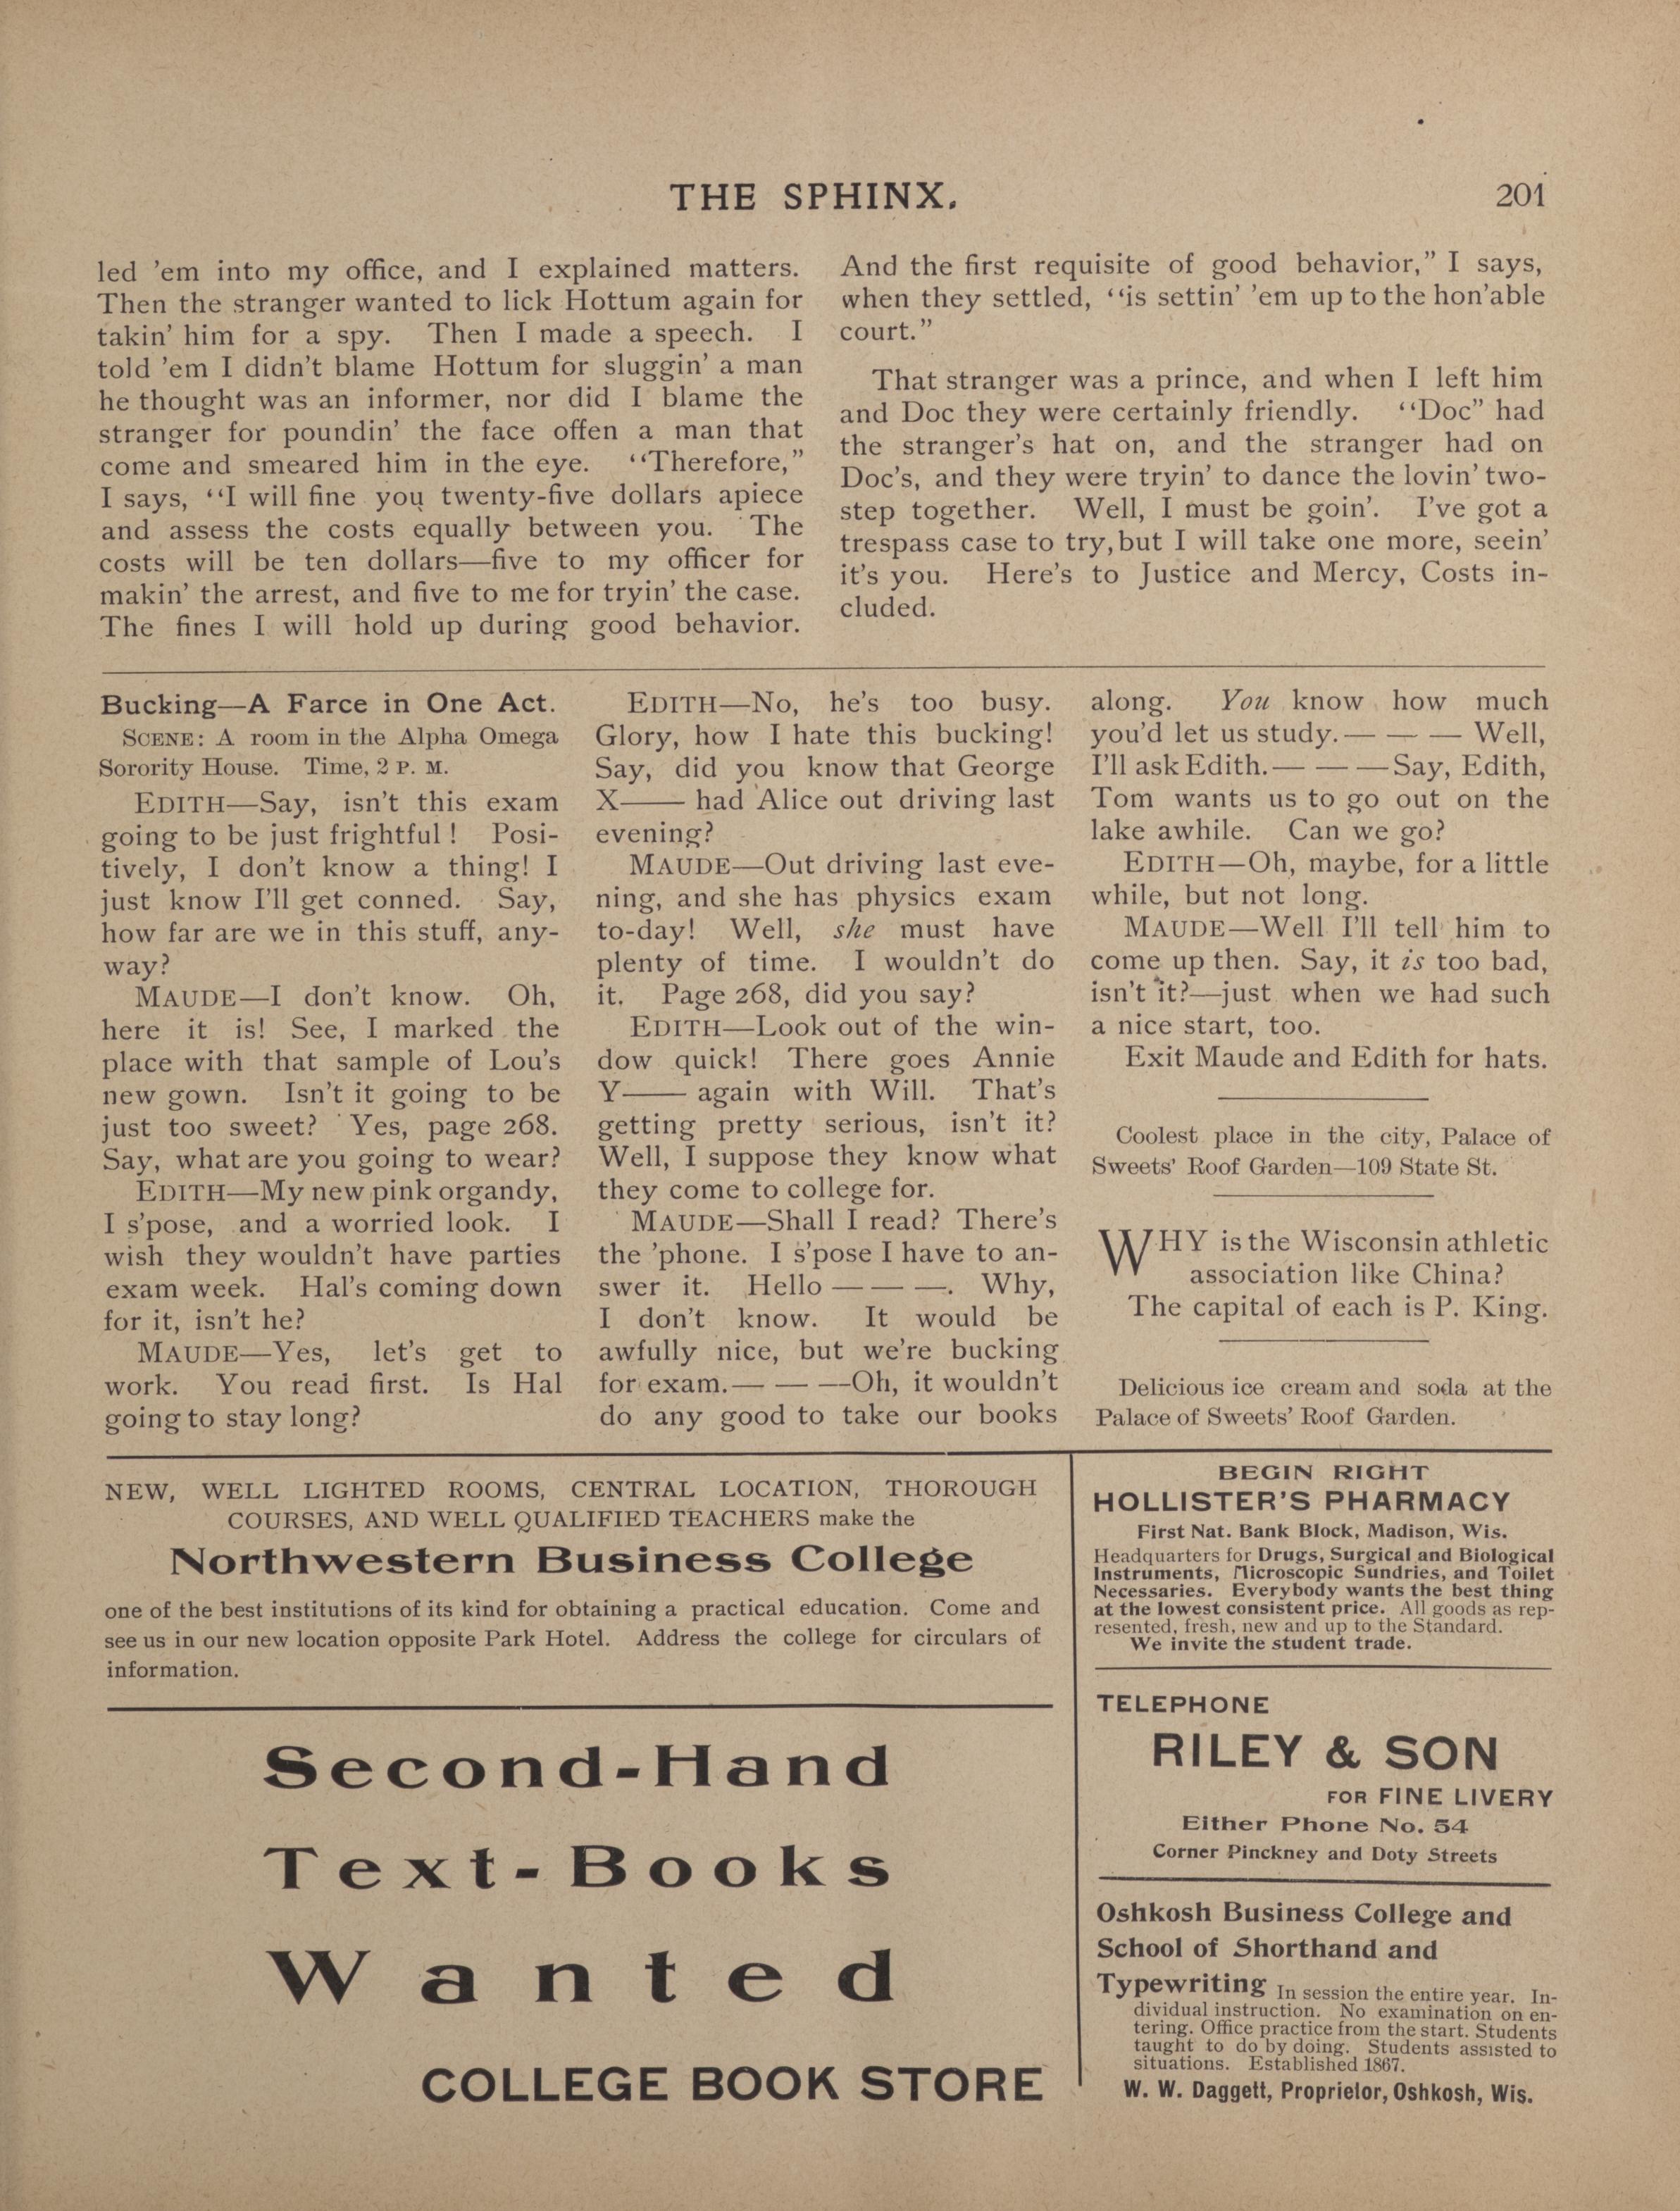 THE SPHINX.
201
led 'em into my office, and I explained matters.
Then the stranger wanted to lick Hottum again for
takin' him for a spy. Then I made a speech. I
told 'em I didn't blame Hottum for sluggin' a man
he thought was an informer, nor did I blame the
stranger for poundin' the face offen a man that
come and smeared him in the eye. ‘‘Therefore,”
I says, ‘‘I will fine you twenty-five dollars apiece
and assess the costs equally between you. The
costs will be ten dollars—five to my officer for
makin' the arrest, and five to me for tryin' the case.
The fines I will hold up during good behavior.
And the first requisite of good behavior,” I says,
when they settled, ‘‘is settin' 'em up to the hon'able
court.”
That stranger was a prince, and when I left him
and Doc they were certainly friendly. ‘‘Doc” had
the stranger's hat on, and the stranger had on
Doc's, and they were tryin' to dance the lovin' two-
step together. Well, I must be goin'. I've got a
trespass case to try, but I will take one more, seein'
it's you. Here's to Justice and Mercy, Costs in-
cluded.
Bucking—A Farce in One Act.
SCENE: A room in the Alpha Omega
Sorority House. Time, 2 P. M.
EDITH—Say, isn't this exam
going to be just frightful! Posi-
tively, I don't know a thing! I
just know I'll get conned. Say,
how far are we in this stuff, any-
way?
MAUDE—I don't know. Oh,
here it is! See, I marked the
place with that sample of Lou's
new gown. Isn't it going to be
just too sweet? Yes, page 268.
Say, what are you going to wear?
EDITH—My new pink organdy,
I s'pose, and a worried look. I
wish they wouldn't have parties
exam week. Hal's coming down
for it, isn't he?
MAUDE—Yes, let's get to
work. You read first. Is Hal
going to stay long?
EDITH—No, he's too busy.
Glory, how I hate this bucking!
Say, did you know that George
X—— had Alice out driving last
evening?
MAUDE—Out driving last eve-
ning, and she has physics exam
to-day! Well, she must have
plenty of time. I wouldn't do
it. Page 268, did you say?
EDITH—Look out of the win-
dow quick! There goes Annie
Y—— again with Will. That's
getting pretty serious, isn't it?
Well, I suppose they know what
they come to college for.
MAUDE—Shall I read? There's
the 'phone. I s'pose I have to an-
swer it. Hello — — —. Why,
I don't know. It would be
awfully nice, but we're bucking
for exam.— — —Oh, it wouldn't
do any good to take our books
along. You know how much
you'd let us study.— — — Well,
I'll ask Edith.— — —Say, Edith,
Tom wants us to go out on the
lake awhile. Can we go?
EDITH—Oh, maybe, for a little
while, but not long.
MAUDE—Well I'll tell him to
come up then. Say, it is too bad,
isn't it?—just when we had such
a nice start, too.
Exit Maude and Edith for hats.
Coolest place in the city, Palace of
Sweets' Roof Garden—109 State St.
WHY is the Wisconsin athletic
association like China?
The capital of each is P. King.
Delicious ice cream and soda at the
Palace of Sweets' Roof Garden.
NEW, WELL LIGHTED ROOMS, CENTRAL LOCATION, THOROUGH
COURSES, AND WELL QUALIFIED TEACHERS make the
Northwestern Business College
one of the best institutions of its kind for obtaining a practical education. Come and
see us in our new location opposite Park Hotel. Address the college for circulars of
information.
Second-Hand
Text-Books
Wanted
COLLEGE BOOK STORE
BEGIN RIGHT
HOLLISTER'S PHARMACY
First Nat. Bank Block, Madison, Wis.
Headquarters for Drugs, Surgical and Biological
Instruments, Microscopic Sundries, and Toilet
Necessaries. Everybody wants the best thing
at the lowest consistent price. All goods as rep-
resented, fresh, new and up to the Standard.
We invite the student trade.
TELEPHONE
RILEY & SON
FOR FINE LIVERY
Either Phone No. 54
Corner Pinckney and Doty Streets
Oshkosh Business College and
School of Shorthand and
Typewriting In session the entire year. In-
dividual instruction. No examination on en-
tering. Office practice from the start. Students
taught to do by doing. Students assisted to
situations. Established 1867.
W. W. Daggett, Proprietor, Oshkosh, Wis.